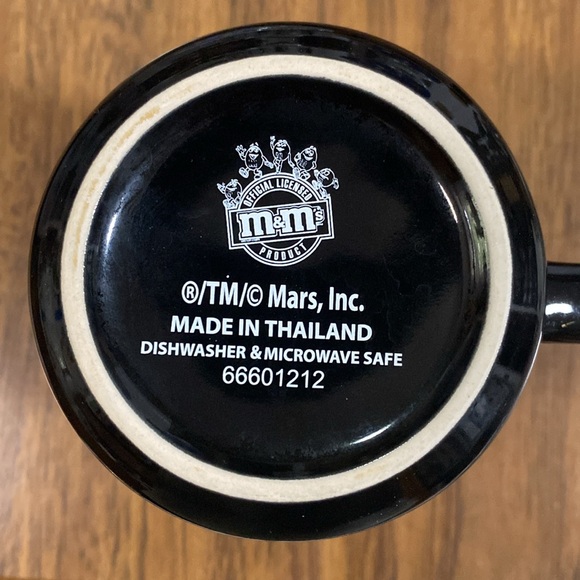 OFFICIAL LICENSED
m&m's
PRODUCT
®/TM/© Mars, Inc.
MADE IN THAILAND
DISHWASHER & MICROWAVE SAFE
66601212